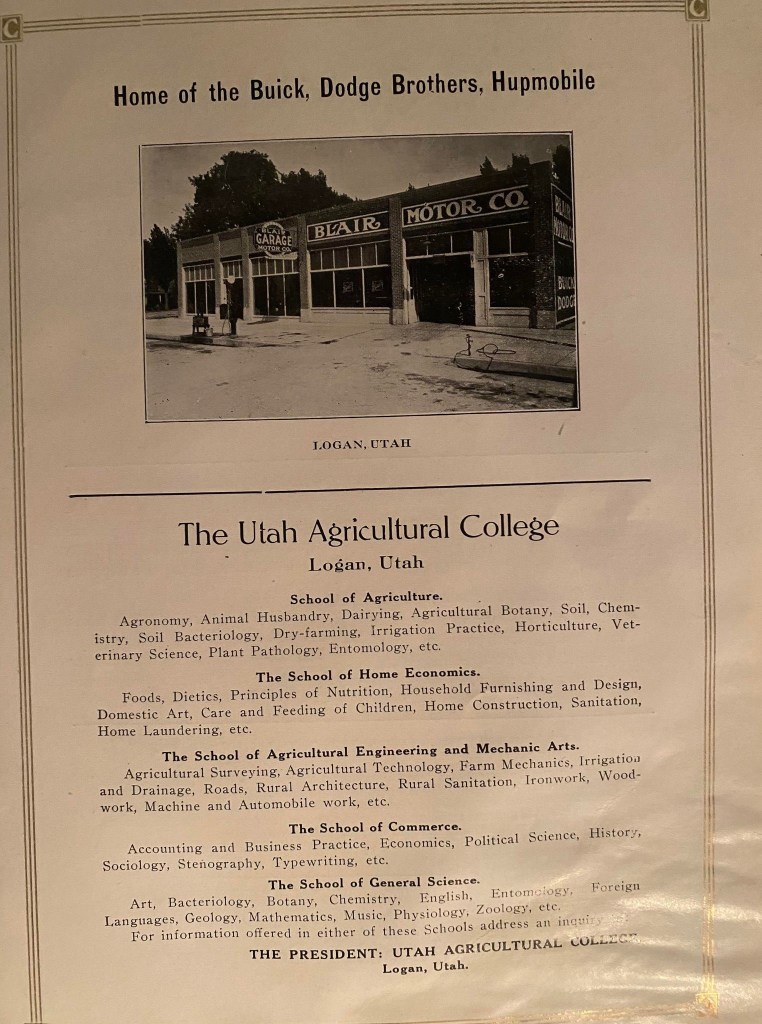 C
C
Home of the Buick, Dodge Brothers, Hupmobile
BLAIR
GARAGE
MOTOR CO.
BLAIR
MOTOR CO.
BLAIR
MOTOR CO
BUICK
DODGE
LOGAN, UTAH
The Utah Agricultural College
Logan, Utah
School of Agriculture.
Agronomy, Animal Husbandry, Dairying, Agricultural Botany, Soil, Chem-
istry, Soil Bacteriology, Dry-farming, Irrigation Practice, Horticulture, Vet-
erinary Science, Plant Pathology, Entomology, etc.
The School of Home Economics.
Foods, Dietics, Principles of Nutrition, Household Furnishing and Design,
Domestic Art, Care and Feeding of Children, Home Construction, Sanitation,
Home Laundering, etc.
The School of Agricultural Engineering and Mechanic Arts.
Agricultural Surveying, Agricultural Technology, Farm Mechanics, Irrigation
and Drainage, Roads, Rural Architecture, Rural Sanitation, Ironwork, Wood-
work, Machine and Automobile work, etc.
The School of Commerce.
Accounting and Business Practice, Economics, Political Science, History,
Sociology, Stenography, Typewriting, etc.
The School of General Science.
Art, Bacteriology, Botany, Chemistry, English, Entomology, Foreign
Languages, Geology, Mathematics, Music, Physiology, Zoology, etc.
For information offered in either of these Schools address an inquiry
THE PRESIDENT: UTAH AGRICULTURAL COLLEGE
Logan, Utah.